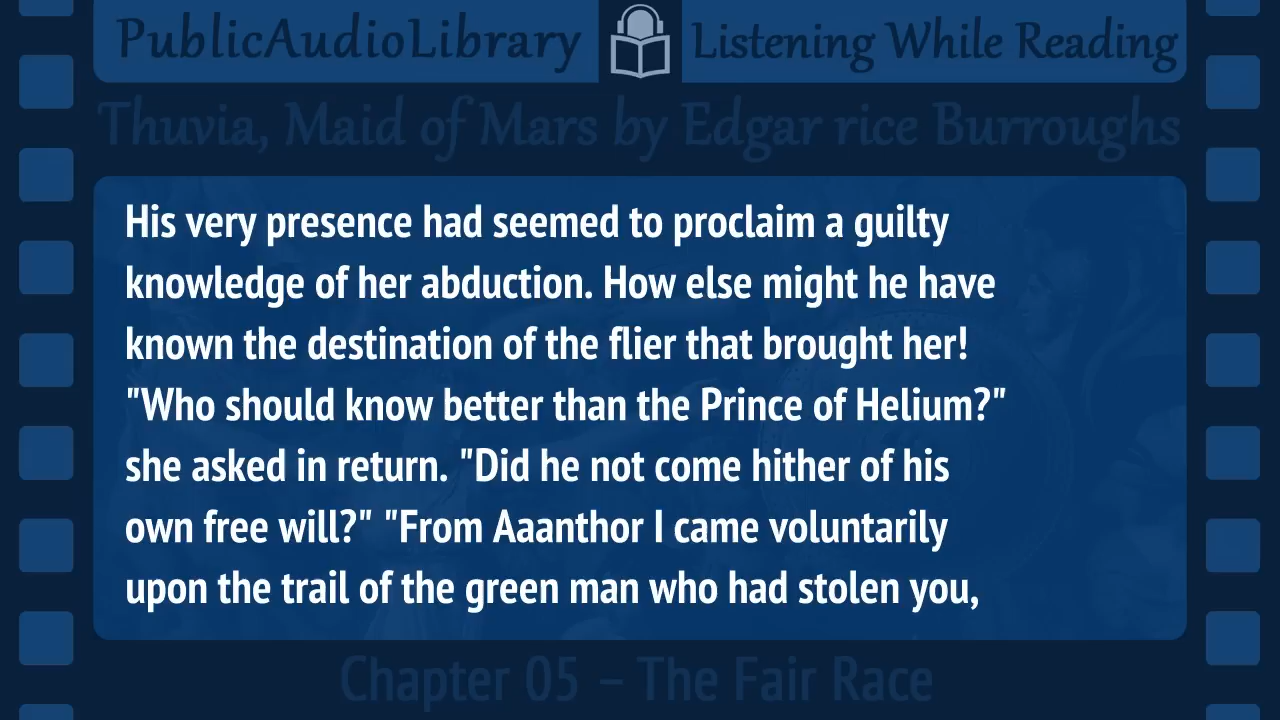 PublicAudioLibrary Listening While Reading
Thuvia, Maid of Mars by Edgar rice Burroughs
His very presence had seemed to proclaim a guilty
knowledge of her abduction. How else might he have
known the destination of the flier that brought her!
"Who should know better than the Prince of Helium?"
she asked in return. "Did he not come hither of his
own free will?" "From Aaanthor I came voluntarily
upon the trail of the green man who had stolen you,
Chapter 05 – The Fair Race